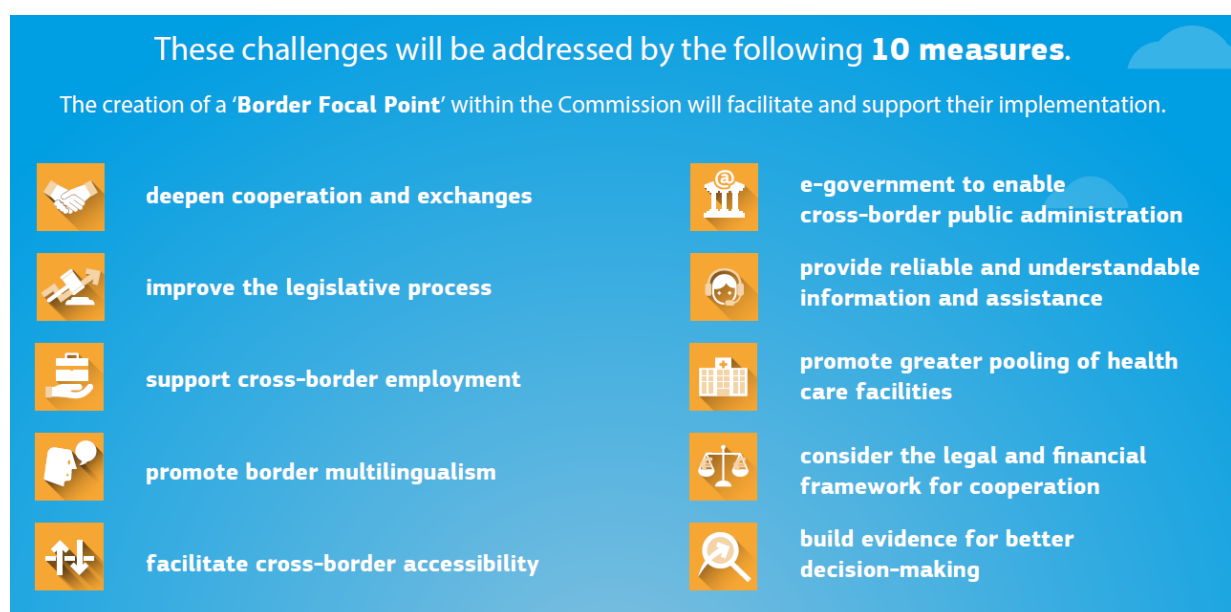 These challenges will be addressed by the following 10 measures.
The creation of a ‘Border Focal Point’ within the Commission will facilitate and support their implementation.
deepen cooperation and exchanges
improve the legislative process
support cross-border employment
promote border multilingualism
facilitate cross-border accessibility
@
e-government to enable
cross-border public administration
provide reliable and understandable
information and assistance
promote greater pooling of health
care facilities
consider the legal and financial
framework for cooperation
build evidence for better
decision-making